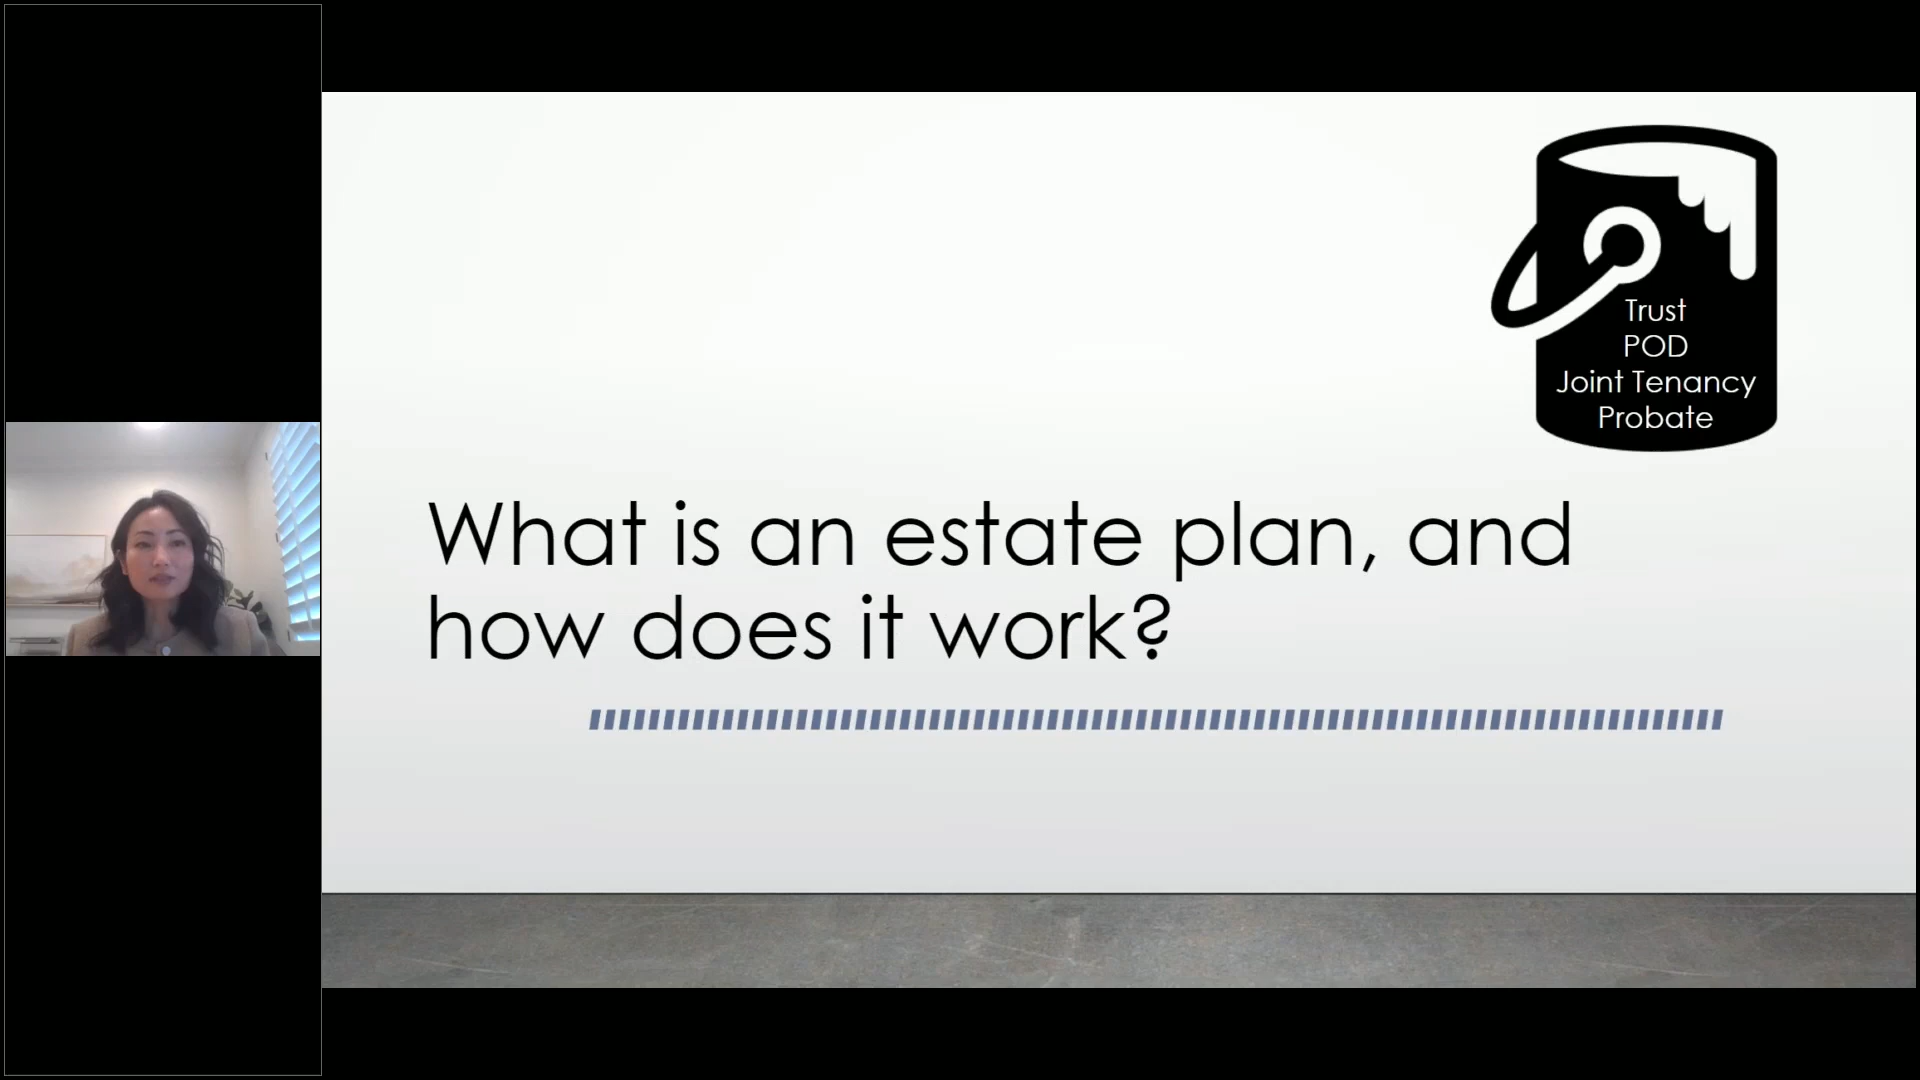 Trust
POD
Joint Tenancy
Probate
What is an estate plan, and
how does it work?